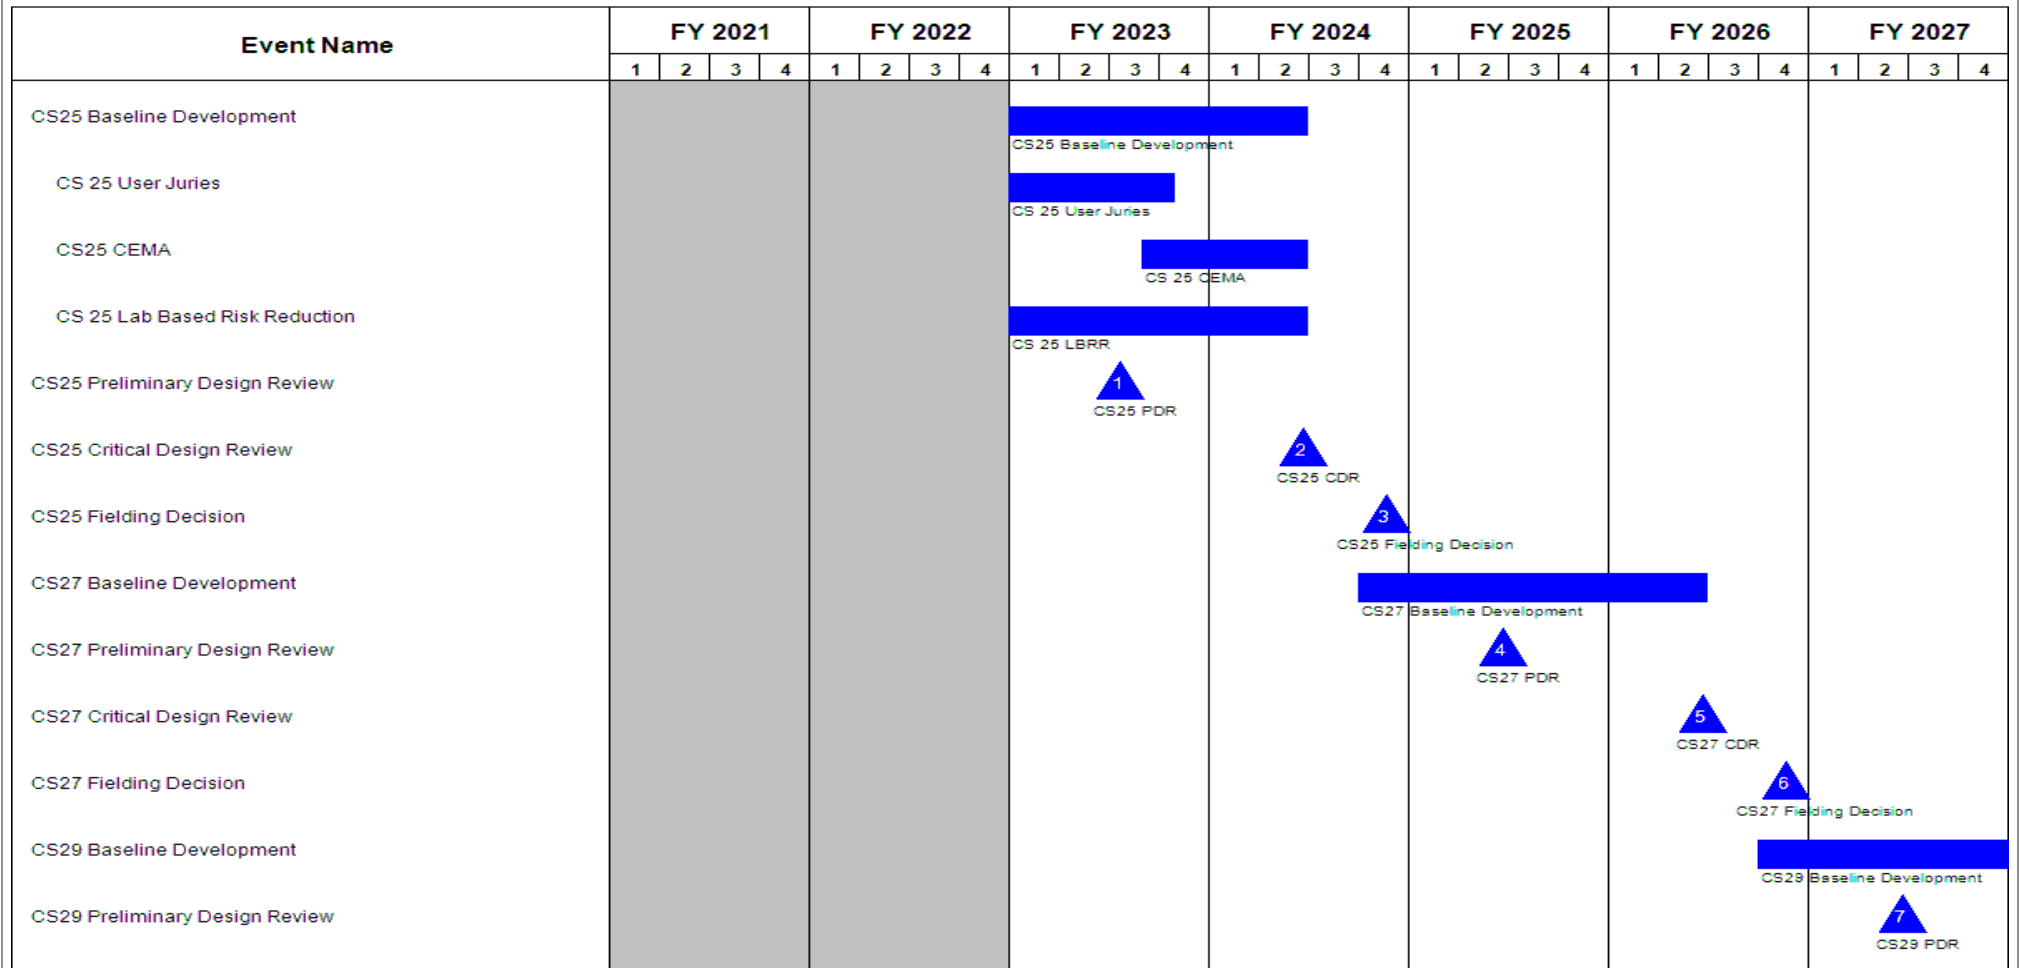 Event Name FY 2021 FY 2022 FY 2023 FY 2024 FY 2025 FY 2026 FY 2027
1 2 3 4 1 2 3 4 1 2 3 4 1 2 3 4 1 2 3 4 1 2 3 4 1 2 3 4
CS25 Baseline Development
CS25 Baseline Development
CS 25 User Juries
CS 25 User Juries
CS25 CEMA
CS 25 CEMA
CS 25 Lab Based Risk Reduction
CS 25 LBRR
CS25 Preliminary Design Review 1
CS25 PDR
CS25 Critical Design Review 2
CS25 CDR
CS25 Fielding Decision 3
CS25 Fielding Decision
CS27 Baseline Development
CS27 Baseline Development
CS27 Preliminary Design Review 4
CS27 PDR
CS27 Critical Design Review 5
CS27 CDR
CS27 Fielding Decision 6
CS27 Fielding Decision
CS29 Baseline Development
CS29 Baseline Development
CS29 Preliminary Design Review 7
CS29 PDR